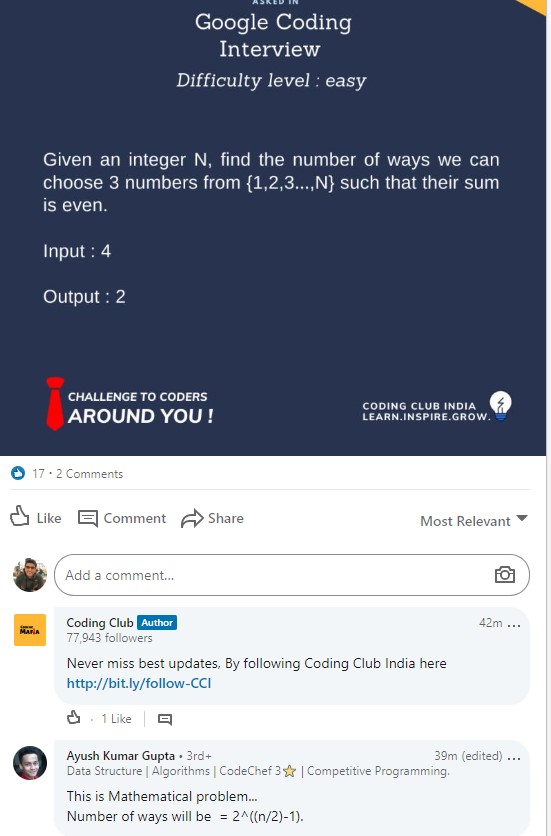 ASKED IN
Google Coding
Interview
Difficulty level : easy
Given an integer N, find the number of ways we can
choose 3 numbers from {1,2,3...,N} such that their sum
is even.
Input : 4
Output : 2
CHALLENGE TO CODERS
AROUND YOU !
CODING CLUB INDIA
LEARN.INSPIRE.GROW.
17 · 2 Comments
Like Comment Share Most Relevant
Add a comment...
Coding Club Author 42m ...
77,943 followers
Never miss best updates, By following Coding Club India here
http://bit.ly/follow-CCI
· 1 Like
Ayush Kumar Gupta • 3rd+ 39m (edited) ...
Data Structure | Algorithms | CodeChef 3⭐ | Competitive Programming.
This is Mathematical problem...
Number of ways will be = 2^((n/2)-1).